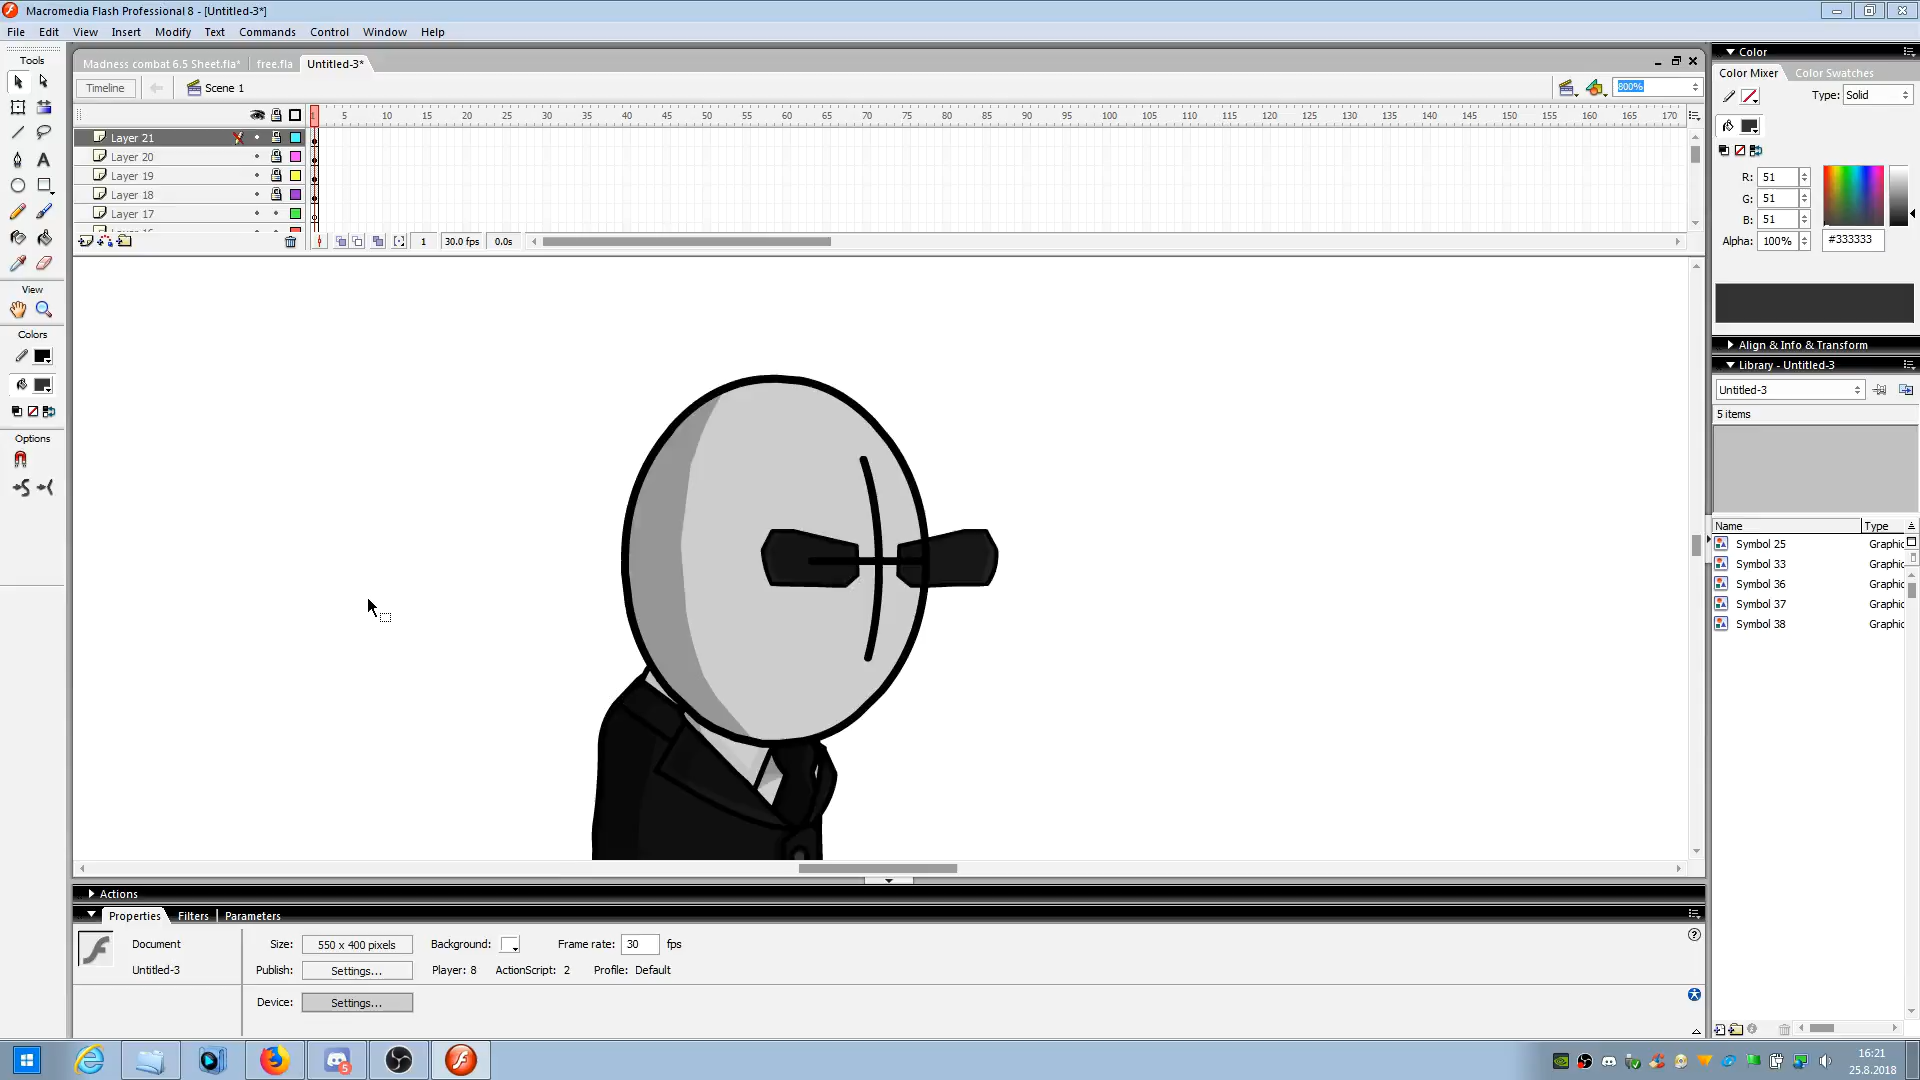 Macromedia Flash Professional 8 - [Untitled-3*]
File Edit View Insert Modify Text Commands Control Window Help
Tools
Madness combat 6.5 Sheet.fla* free.fla Untitled-3*
Timeline Scene 1 800%
1 5 10 15 20 25 30 35 40 45 50 55 60 65 70 75 80 85 90 95 100 105 110 115 120 125 130 135 140 145 150 155 160 165 170
Layer 21
Layer 20
Layer 19
Layer 18
Layer 17
1 30.0 fps 0.0s
View
Colors
Options
Color
Color Mixer Color Swatches
Type: Solid
R: 51
G: 51
B: 51
Alpha: 100% #333333
Align & Info & Transform
Library - Untitled-3
Untitled-3
5 items
Name Type
Symbol 25 Graphic
Symbol 33 Graphic
Symbol 36 Graphic
Symbol 37 Graphic
Symbol 38 Graphic
Actions
Properties Filters Parameters
Document
Untitled-3
Size: 550 x 400 pixels Background: Frame rate: 30 fps
Publish: Settings... Player: 8 ActionScript: 2 Profile: Default
Device: Settings...
5
16:21
25.8.2018